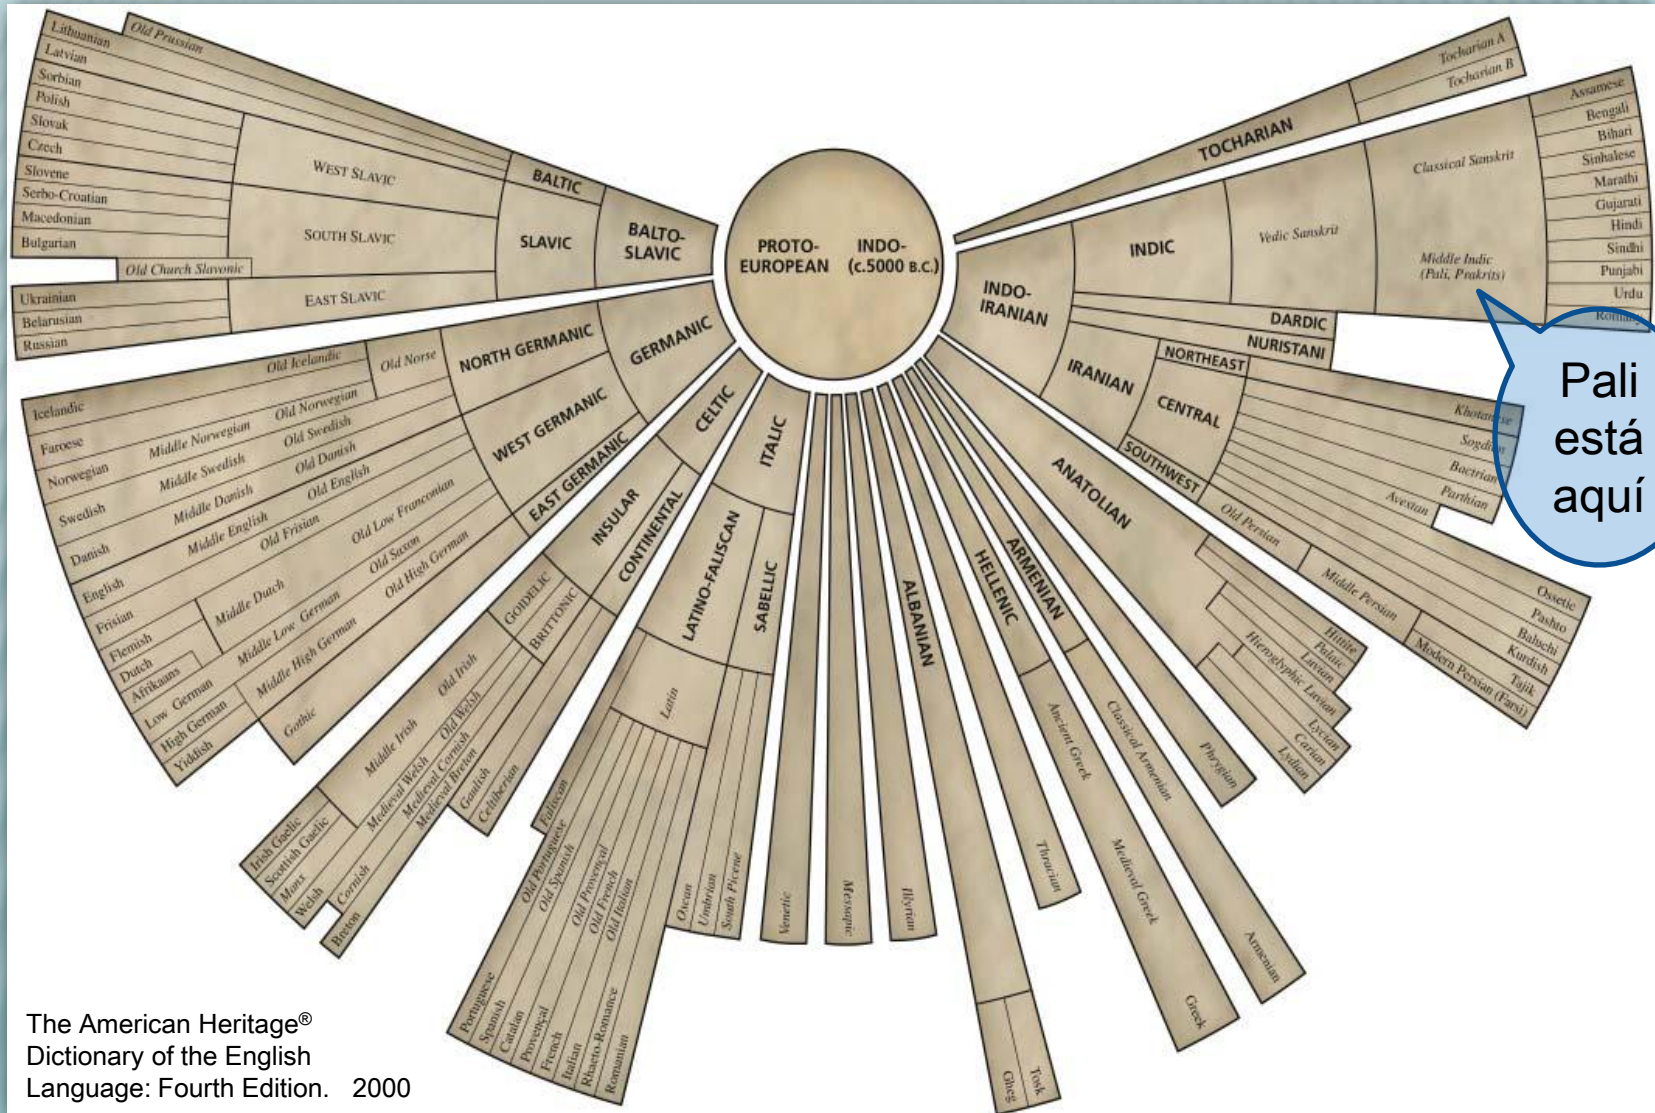 PROTO- INDO-
EUROPEAN (c.5000 B.C.)
BALTO-
SLAVIC
BALTIC
Old Prussian
Lithuanian
Latvian
SLAVIC
WEST SLAVIC
Sorbian
Polish
Slovak
Czech
SOUTH SLAVIC
Slovene
Serbo-Croatian
Macedonian
Bulgarian
Old Church Slavonic
EAST SLAVIC
Ukrainian
Belarusian
Russian
GERMANIC
NORTH GERMANIC
Old Norse
Old Icelandic
Icelandic
Faroese
Old Norwegian
Middle Norwegian
Norwegian
Old Swedish
Middle Swedish
Swedish
Old Danish
Middle Danish
Danish
WEST GERMANIC
Old English
Middle English
English
Old Frisian
Frisian
Old Low Franconian
Middle Dutch
Flemish
Dutch
Afrikaans
Old Saxon
Middle Low German
Low German
Old High German
Middle High German
High German
Yiddish
EAST GERMANIC
Gothic
CELTIC
INSULAR
GOIDELIC
Old Irish
Middle Irish
Irish Gaelic
Scottish Gaelic
Manx
BRITTONIC
Old Welsh
Medieval Welsh
Welsh
Medieval Cornish
Cornish
Medieval Breton
Breton
CONTINENTAL
Gaulish
Celtiberian
ITALIC
LATINO-FALISCAN
Faliscan
Latin
Old Portuguese
Old Spanish
Old Provençal
Old French
Old Italian
Portuguese
Spanish
Catalan
Provençal
French
Italian
Rhaeto-Romance
Romanian
SABELLIC
Oscan
Umbrian
South Picene
Venetic
Messapic
Illyrian
ALBANIAN
Gheg
Tosk
Thracian
HELLENIC
Ancient Greek
Medieval Greek
Greek
ARMENIAN
Classical Armenian
Armenian
Phrygian
ANATOLIAN
Hittite
Palaic
Luvian
Hieroglyphic Luvian
Lycian
Carian
Lydian
INDO-
IRANIAN
IRANIAN
NORTHEAST
CENTRAL
SOUTHWEST
Khotanese
Sogdian
Bactrian
Parthian
Avestan
Ossetic
Pashto
Baluchi
Kurdish
Tajik
Modern Persian (Farsi)
Middle Persian
Old Persian
NURISTANI
DARDIC
INDIC
Vedic Sanskrit
Classical Sanskrit
Middle Indic
(Pali, Prakrits)
Assamese
Bengali
Bihari
Sinhalese
Marathi
Gujarati
Hindi
Sindhi
Punjabi
Urdu
Romany
TOCHARIAN
Tocharian A
Tocharian B
Pali
está
aquí
The American Heritage®
Dictionary of the English
Language: Fourth Edition. 2000